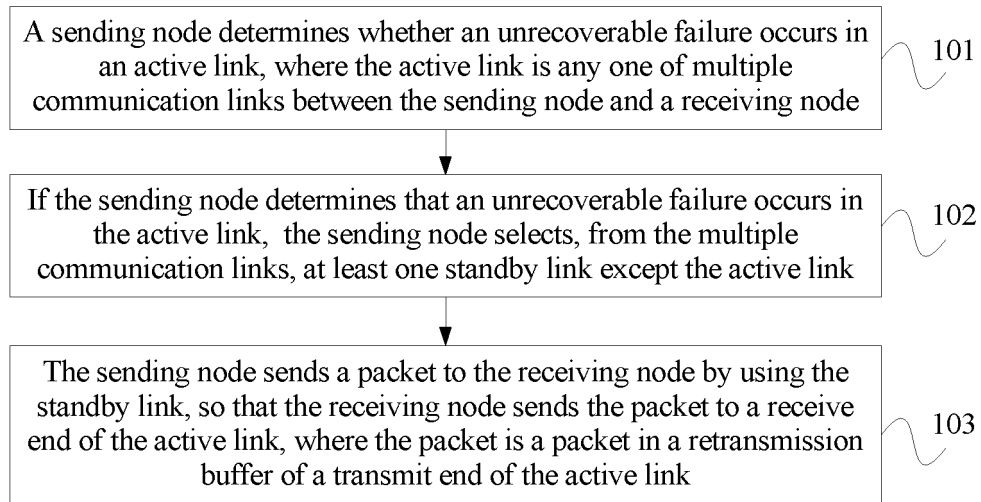 A sending node determines whether an unrecoverable failure occurs in
an active link, where the active link is any one of multiple
communication links between the sending node and a receiving node
101
If the sending node determines that an unrecoverable failure occurs in
the active link, the sending node selects, from the multiple
communication links, at least one standby link except the active link
102
The sending node sends a packet to the receiving node by using the
standby link, so that the receiving node sends the packet to a receive
end of the active link, where the packet is a packet in a retransmission
buffer of a transmit end of the active link
103